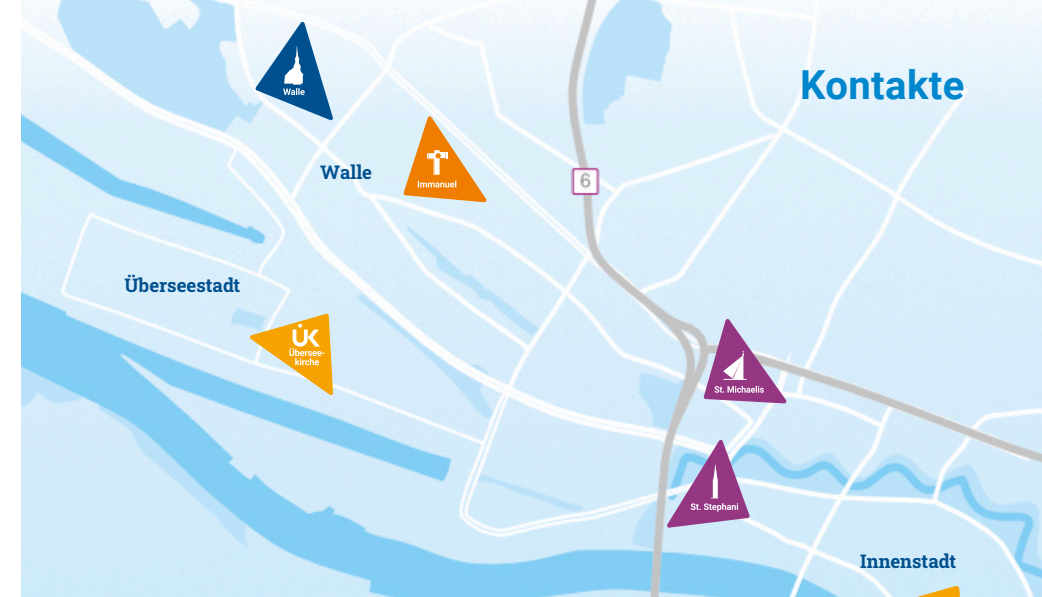 Kontakte
Walle
Walle
Immanuel
6
Überseestadt
ÜK
Übersee-
kirche
St. Michaelis
St. Stephani
Innenstadt